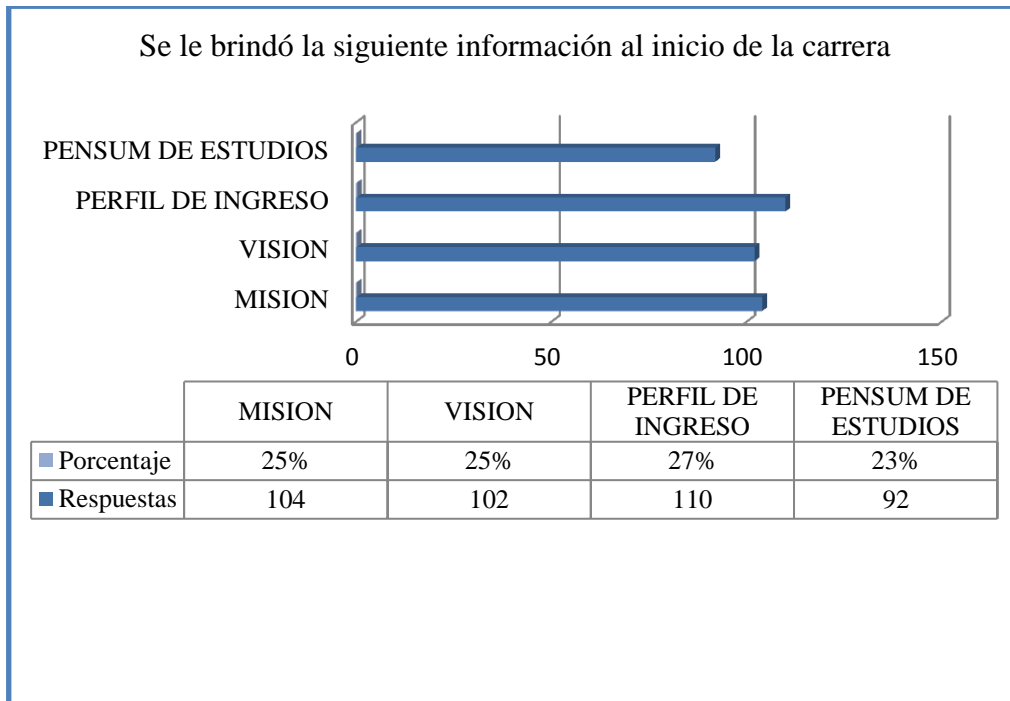 Se le brindó la siguiente información al inicio de la carrera
PENSUM DE ESTUDIOS
PERFIL DE INGRESO
VISION
MISION
0 50 100 150
MISION VISION PERFIL DE INGRESO PENSUM DE ESTUDIOS
Porcentaje 25% 25% 27% 23%
Respuestas 104 102 110 92